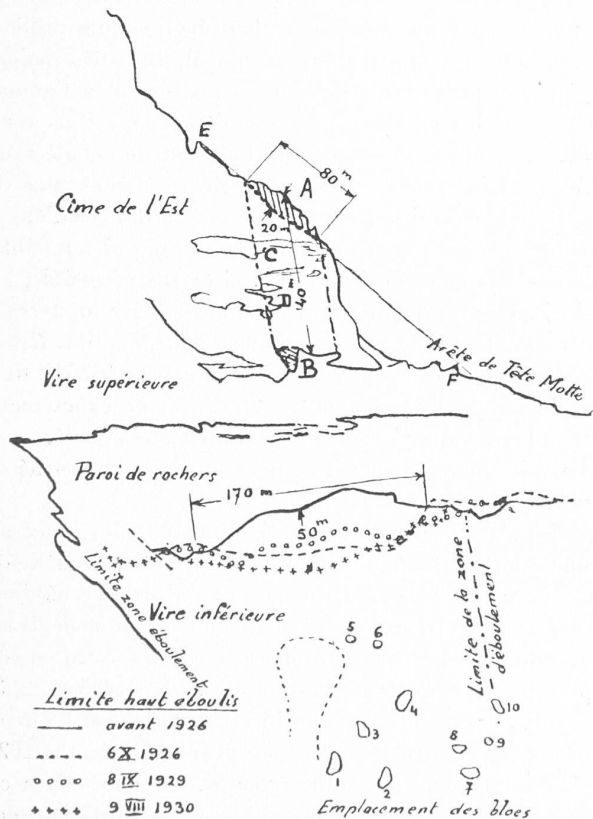 E
80 m
A
Cîme de l'Est
20 m
C
D
40 m
B
Arête de Tête Motte
F
Vire supérieure
Paroi de rochers
170 m
50 m
Limite zone éboulement
Vire inférieure
Limite de la zone
d'éboulement
5
6
4
10
3
8
9
1
2
7
Limite haut éboulis
avant 1926
6 X 1926
8 IX 1929
9 VIII 1930
Emplacement des blocs